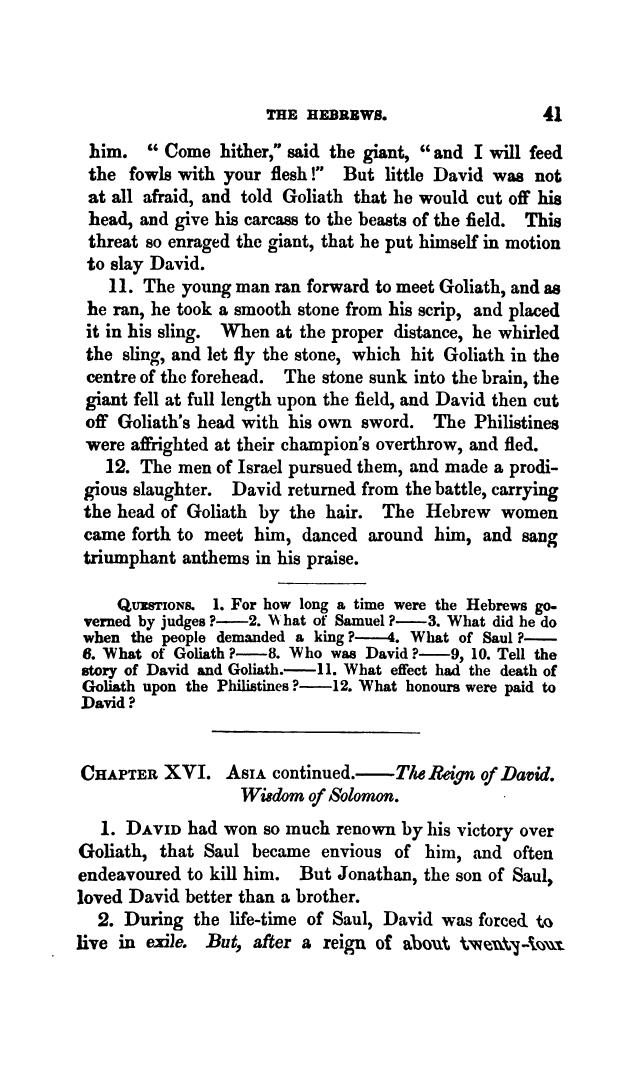 THE HEBREWS. 41
him. " Come hither," said the giant, "and I will feed
the fowls with your flesh!" But little David was not
at all afraid, and told Goliath that he would cut off his
head, and give his carcass to the beasts of the field. This
threat so enraged the giant, that he put himself in motion
to slay David.
11. The young man ran forward to meet Goliath, and as
he ran, he took a smooth stone from his scrip, and placed
it in his sling. When at the proper distance, he whirled
the sling, and let fly the stone, which hit Goliath in the
centre of the forehead. The stone sunk into the brain, the
giant fell at full length upon the field, and David then cut
off Goliath's head with his own sword. The Philistines
were affrighted at their champion's overthrow, and fled.
12. The men of Israel pursued them, and made a prodi-
gious slaughter. David returned from the battle, carrying
the head of Goliath by the hair. The Hebrew women
came forth to meet him, danced around him, and sang
triumphant anthems in his praise.
QUESTIONS. 1. For how long a time were the Hebrews go-
verned by judges?——2. What of Samuel?——3. What did he do
when the people demanded a king?——4. What of Saul?——
6. What of Goliath?——8. Who was David?——9, 10. Tell the
story of David and Goliath.——11. What effect had the death of
Goliath upon the Philistines?——12. What honours were paid to
David?
CHAPTER XVI. ASIA continued.——The Reign of David.
Wisdom of Solomon.
1. DAVID had won so much renown by his victory over
Goliath, that Saul became envious of him, and often
endeavoured to kill him. But Jonathan, the son of Saul,
loved David better than a brother.
2. During the life-time of Saul, David was forced to
live in exile. But, after a reign of about twenty-four